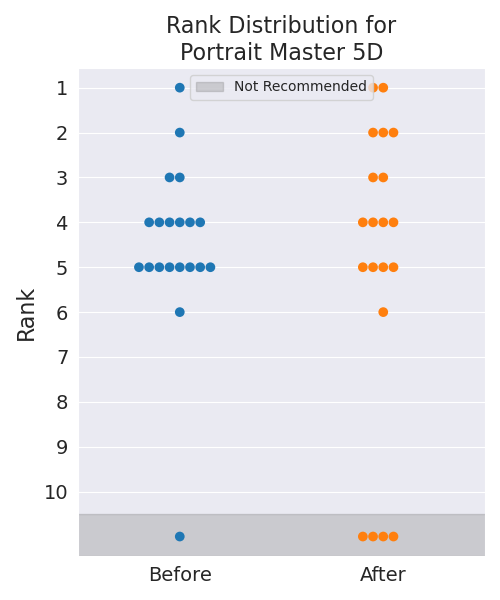 Rank Distribution for
Portrait Master 5D
Not Recommended
1
2
3
4
5
6
7
8
9
10
Rank
Before
After